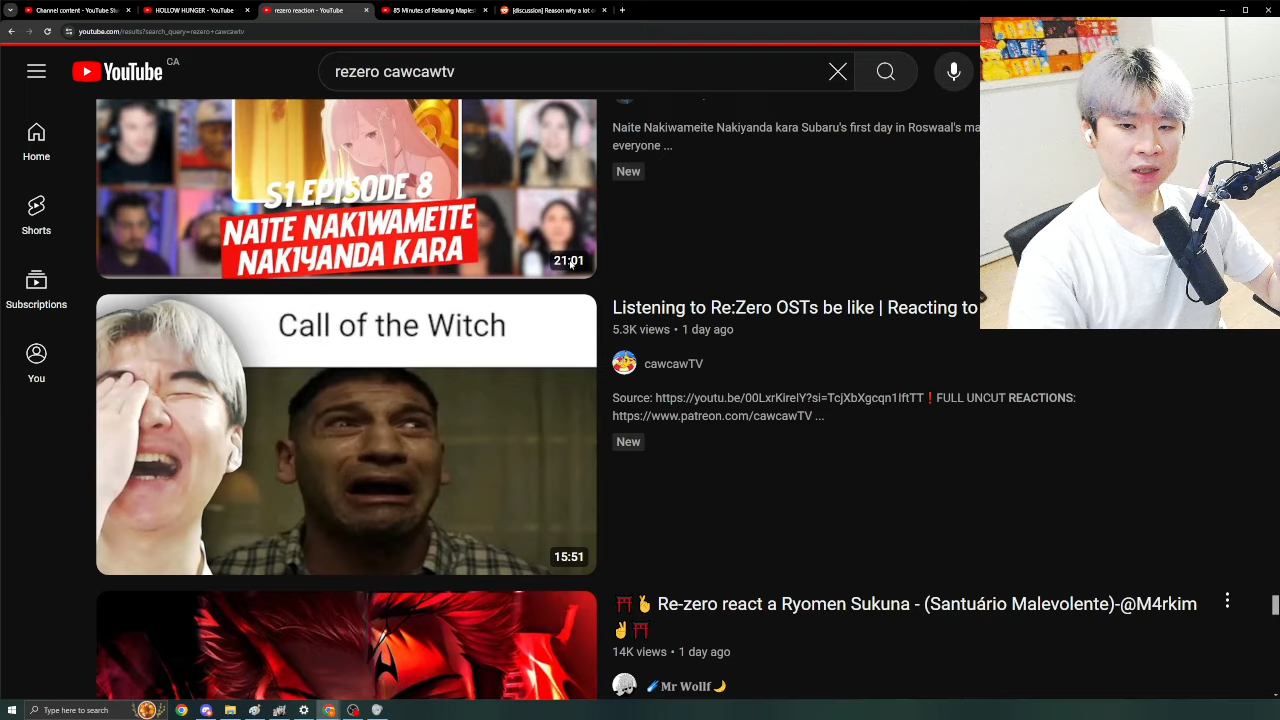 Channel content - YouTube Stu
HOLLOW HUNGER - YouTube
rezero reaction - YouTube
85 Minutes of Relaxing Maples
[discussion] Reason why a lot o
youtube.com/results?search_query=rezero+cawcawtv
YouTube CA
rezero cawcawtv
Home
Shorts
Subscriptions
You
S1 EPISODE 8
NAITE NAKIWAMEITE
NAKIYANDA KARA
21:01
Naite Nakiwameite Nakiyanda kara Subaru's first day in Roswaal's ma
everyone ...
New
Call of the Witch
15:51
Listening to Re:Zero OSTs be like | Reacting to
5.3K views • 1 day ago
cawcawTV
Source: https://youtu.be/00LxrKirelY?si=TcjXbXgcqn1IftTT❗FULL UNCUT REACTIONS:
https://www.patreon.com/cawcawTV ...
New
⛩️🫰 Re-zero react a Ryomen Sukuna - (Santuário Malevolente)-@M4rkim
✌️⛩️
14K views • 1 day ago
☄️Mr Wollf🌙
Type here to search